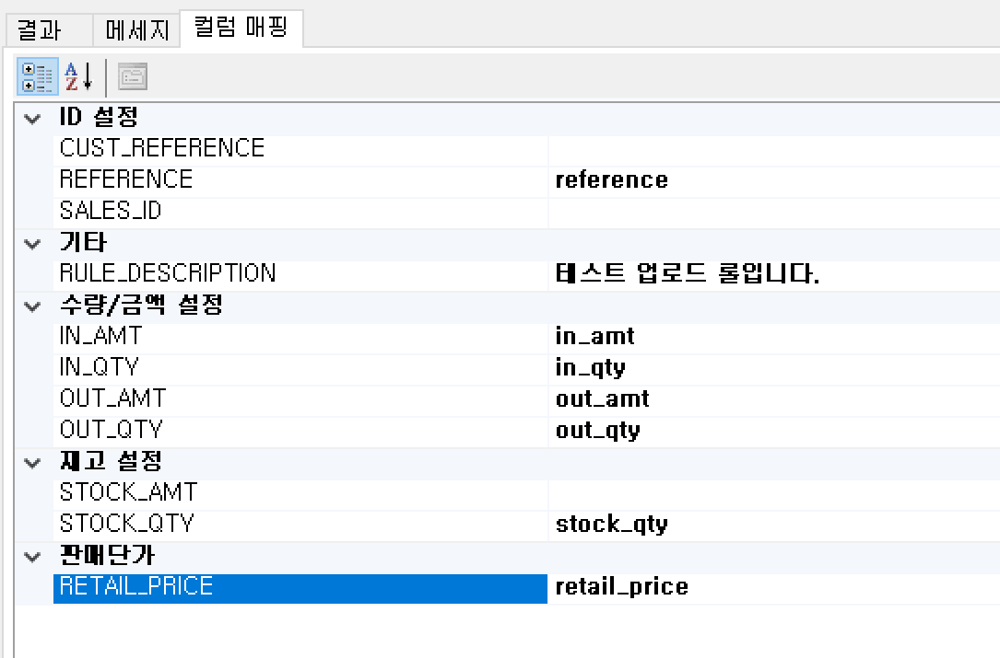 결과 메세지 컬럼 매핑
AZ
ID 설정
CUST_REFERENCE
REFERENCE reference
SALES_ID
기타
RULE_DESCRIPTION 테스트 업로드 룰입니다.
수량/금액 설정
IN_AMT in_amt
IN_QTY in_qty
OUT_AMT out_amt
OUT_QTY out_qty
재고 설정
STOCK_AMT
STOCK_QTY stock_qty
판매단가
RETAIL_PRICE retail_price